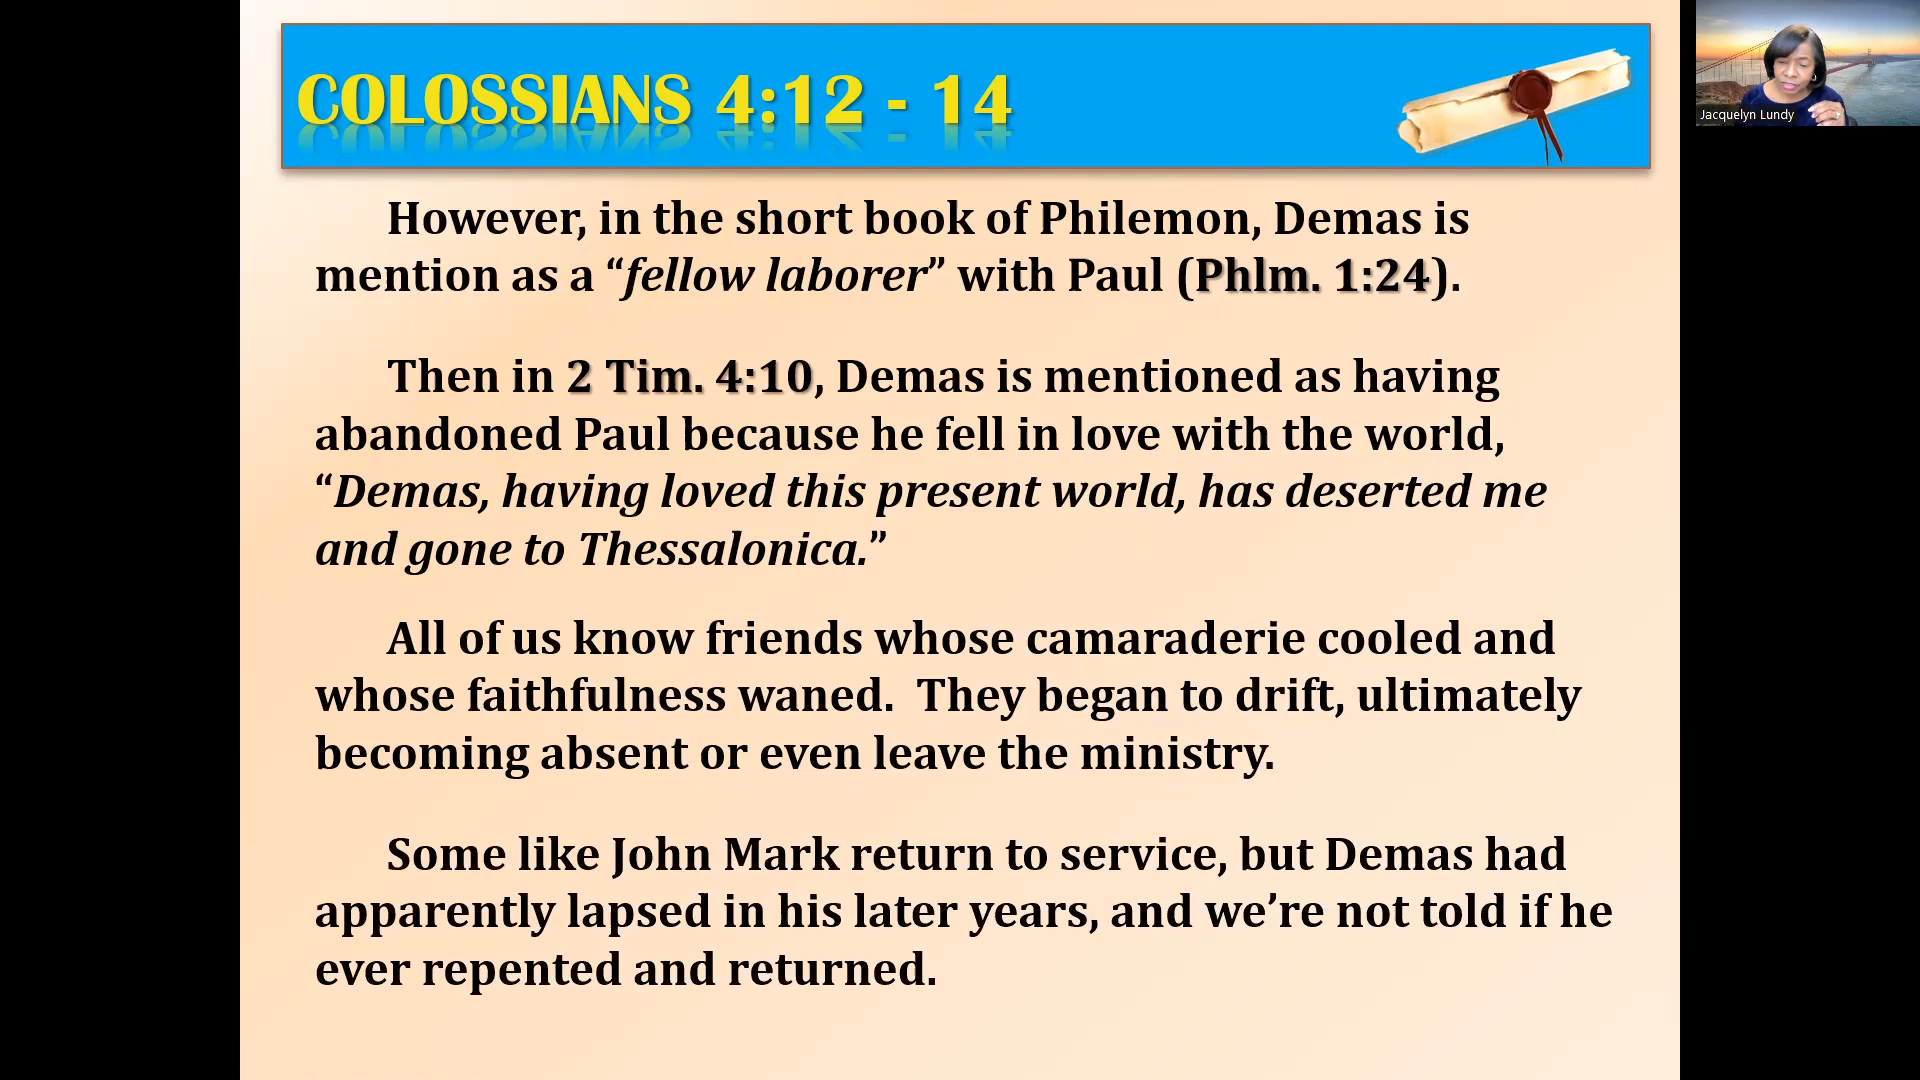 COLOSSIANS 4:12 - 14
Jacquelyn Lundy
However, in the short book of Philemon, Demas is
mention as a “fellow laborer” with Paul (Phlm. 1:24).
Then in 2 Tim. 4:10, Demas is mentioned as having
abandoned Paul because he fell in love with the world,
“Demas, having loved this present world, has deserted me
and gone to Thessalonica.”
All of us know friends whose camaraderie cooled and
whose faithfulness waned.  They began to drift, ultimately
becoming absent or even leave the ministry.
Some like John Mark return to service, but Demas had
apparently lapsed in his later years, and we’re not told if he
ever repented and returned.